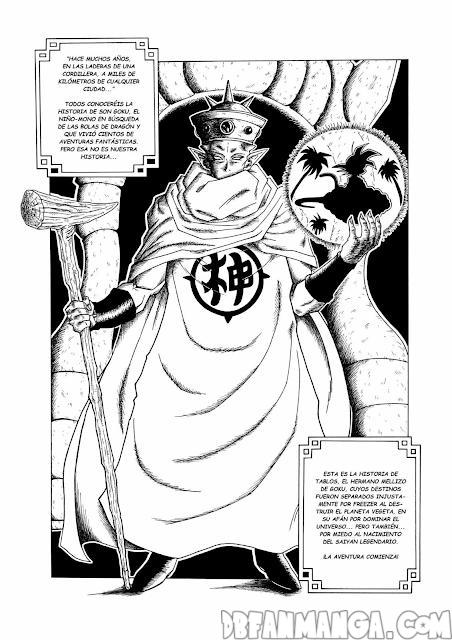 "HACE MUCHOS AÑOS,
EN LAS LADERAS DE UNA
CORDILLERA, A MILES DE
KILÓMETROS DE CUALQUIER
CIUDAD..."
TODOS CONOCERÉIS LA
HISTORIA DE SON GOKU, EL
NIÑO-MONO EN BÚSQUEDA
DE LAS BOLAS DE DRAGÓN Y
QUE VIVIÓ CIENTOS DE
AVENTURAS FANTÁSTICAS.
PERO ESA NO ES NUESTRA
HISTORIA...
神
ESTA ES LA HISTORIA DE
TABLOS, EL HERMANO MELLIZO
DE GOKU, CUYOS DESTINOS
FUERON SEPARADOS INJUSTA-
MENTE POR FREEZER AL DES-
TRUIR EL PLANETA VEGETA, EN
SU AFÁN POR DOMINAR EL
UNIVERSO... PERO TAMBIÉN...
POR MIEDO AL NACIMIENTO
DEL SAIYAN LEGENDARIO.
¡LA AVENTURA COMIENZA!
DBFANMANGA.COM